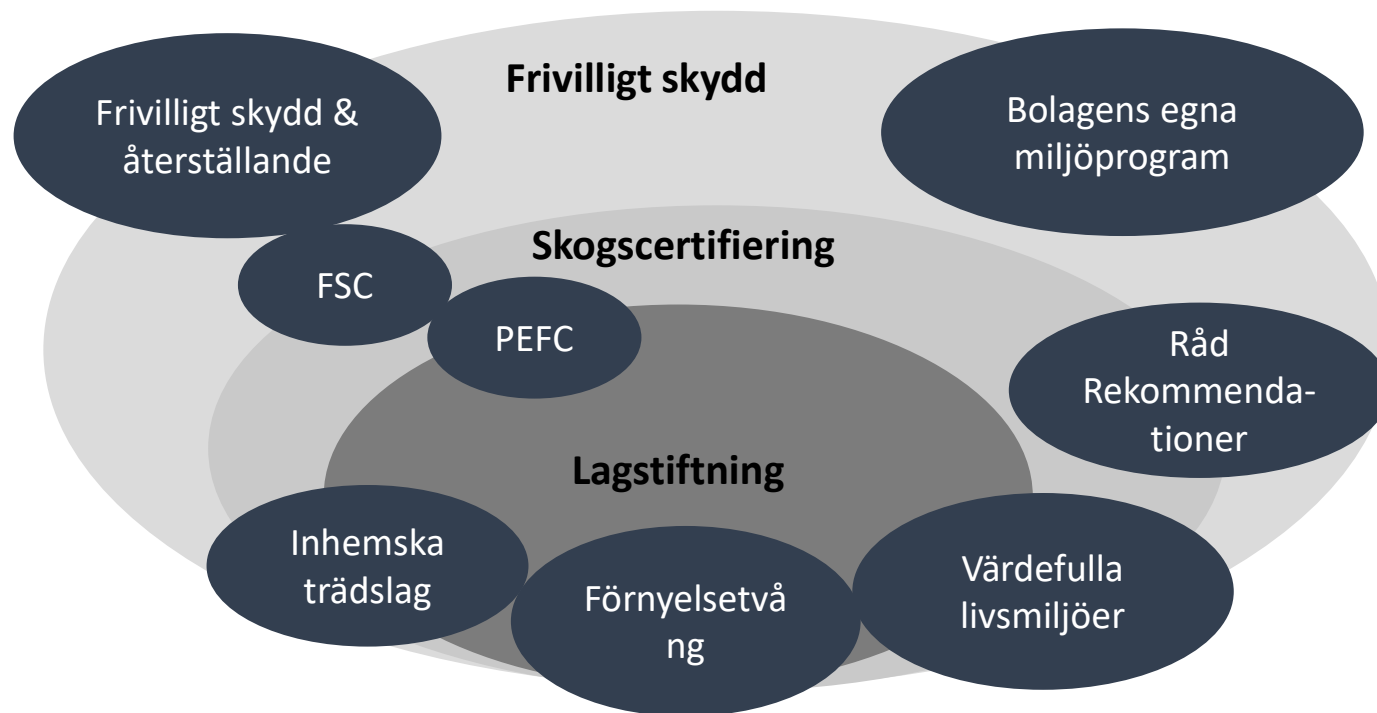 Frivilligt skydd
Frivilligt skydd &
återställande
Bolagens egna
miljöprogram
Skogscertifiering
FSC
PEFC
Råd
Rekommenda-
tioner
Lagstiftning
Inhemska
trädslag
Förnyelsetvå
ng
Värdefulla
livsmiljöer